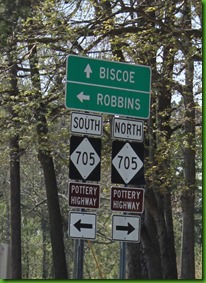 BISCOE
ROBBINS
SOUTH NORTH
705 705
POTTERY HIGHWAY POTTERY HIGHWAY